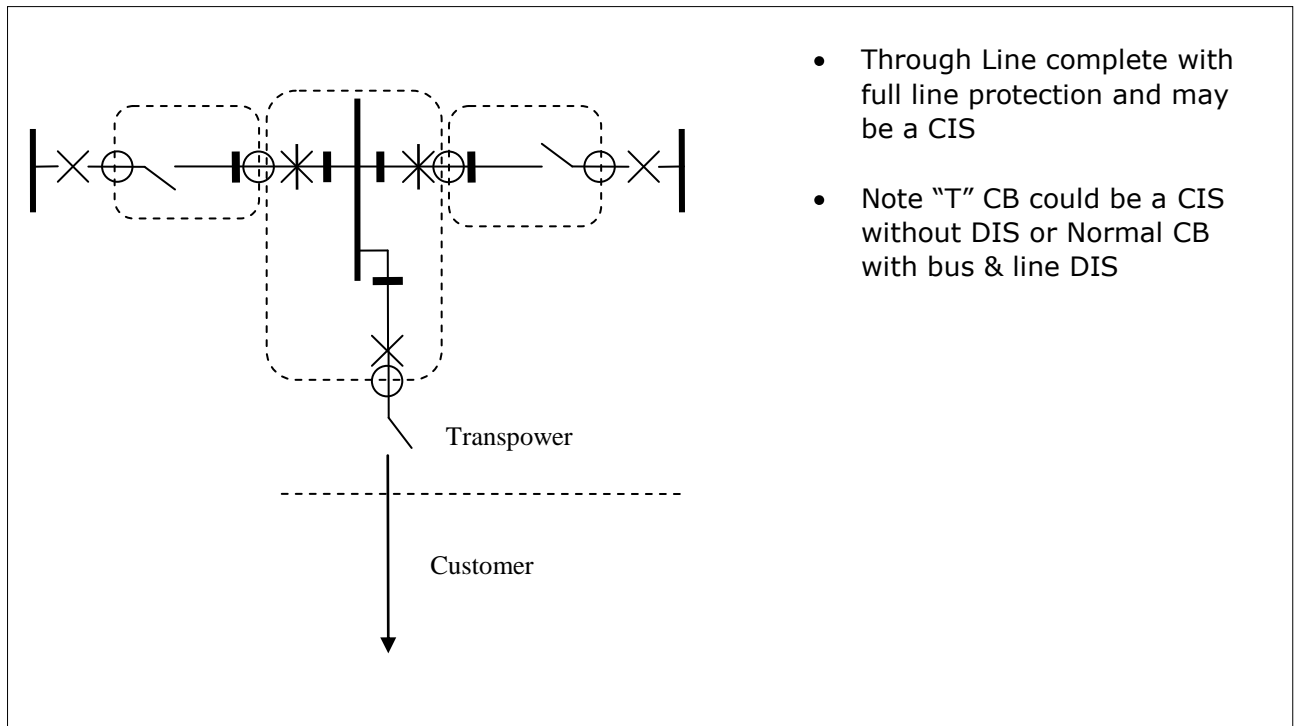 • Through Line complete with
full line protection and may
be a CIS
• Note “T” CB could be a CIS
without DIS or Normal CB
with bus & line DIS
Transpower
Customer